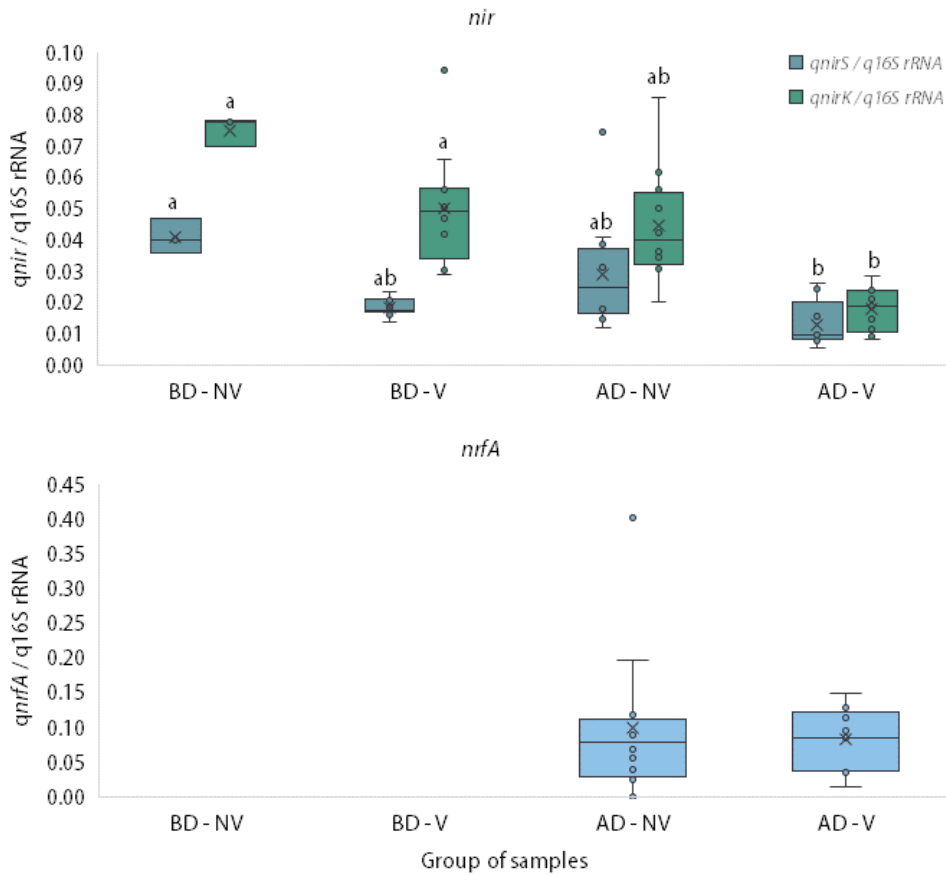 nir
qnirS / q16S rRNA
qnirK / q16S rRNA
qnir / q16S rRNA
0.10
0.09
0.08
0.07
0.06
0.05
0.04
0.03
0.02
0.01
0.00
a
a
ab
a
ab
ab
b
b
BD - NV
BD - V
AD - NV
AD - V
nrfA
qnrfA / q16S rRNA
0.45
0.40
0.35
0.30
0.25
0.20
0.15
0.10
0.05
0.00
BD - NV
BD - V
AD - NV
AD - V
Group of samples